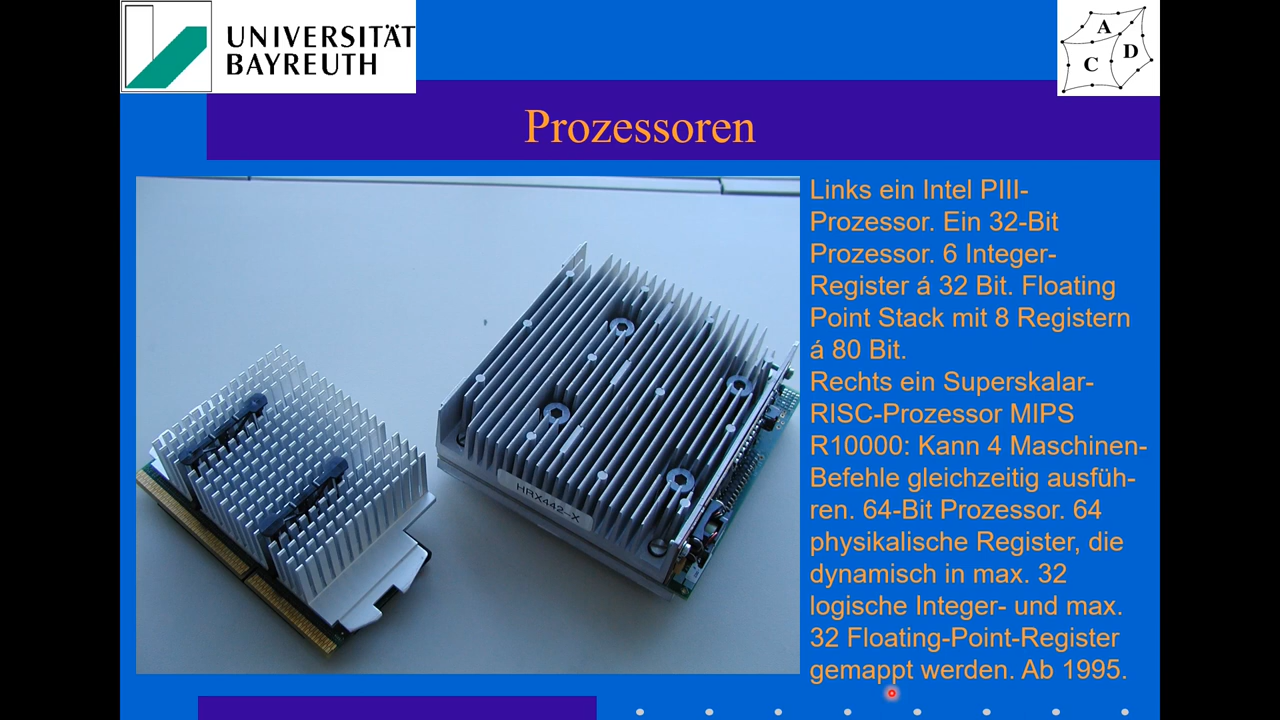 UNIVERSITÄT
BAYREUTH
A
D
C
Prozessoren
Links ein Intel PIII-
Prozessor. Ein 32-Bit
Prozessor. 6 Integer-
Register á 32 Bit. Floating
Point Stack mit 8 Registern
á 80 Bit.
Rechts ein Superskalar-
RISC-Prozessor MIPS
R10000: Kann 4 Maschinen-
Befehle gleichzeitig ausfüh-
ren. 64-Bit Prozessor. 64
physikalische Register, die
dynamisch in max. 32
logische Integer- und max.
32 Floating-Point-Register
gemappt werden. Ab 1995.
HRX442-X